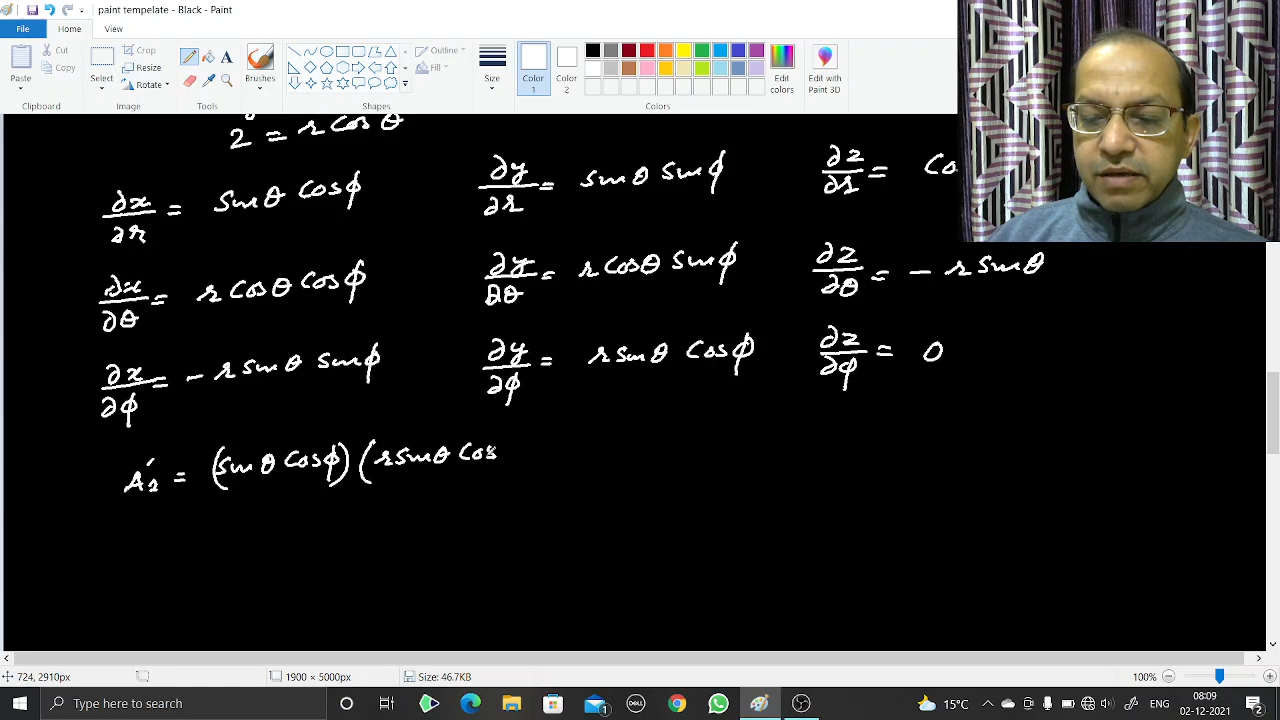 paint template - Paint
File Home View
Paste Cut Copy Clipboard
Select Crop Resize Rotate Image
Tools
Brushes
Outline Fill Shapes
Size
Color 1 Color 2 Edit colors Colors
Edit with Paint 3D
z = r cos θ
∂x/∂r = sin θ cos φ ∂y/∂r = sin θ sin φ ∂z/∂r = co
∂x/∂θ = r cos θ cos φ ∂y/∂θ = r cos θ sin φ ∂z/∂θ = - r sin θ
∂x/∂φ = - r sin θ sin φ ∂y/∂φ = r sin θ cos φ ∂z/∂φ = 0
A'₁ = (sin θ cos φ) (r sin θ cos
724, 2910px 1900 × 5000px Size: 46.7KB 100%
Type here to search 15°C ENG 08:09
02-12-2021 2